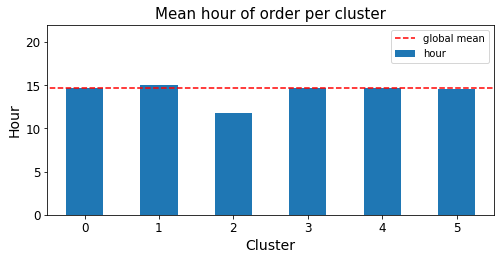 Mean hour of order per cluster
global mean
hour
20
15
10
5
0
Hour
0 1 2 3 4 5
Cluster